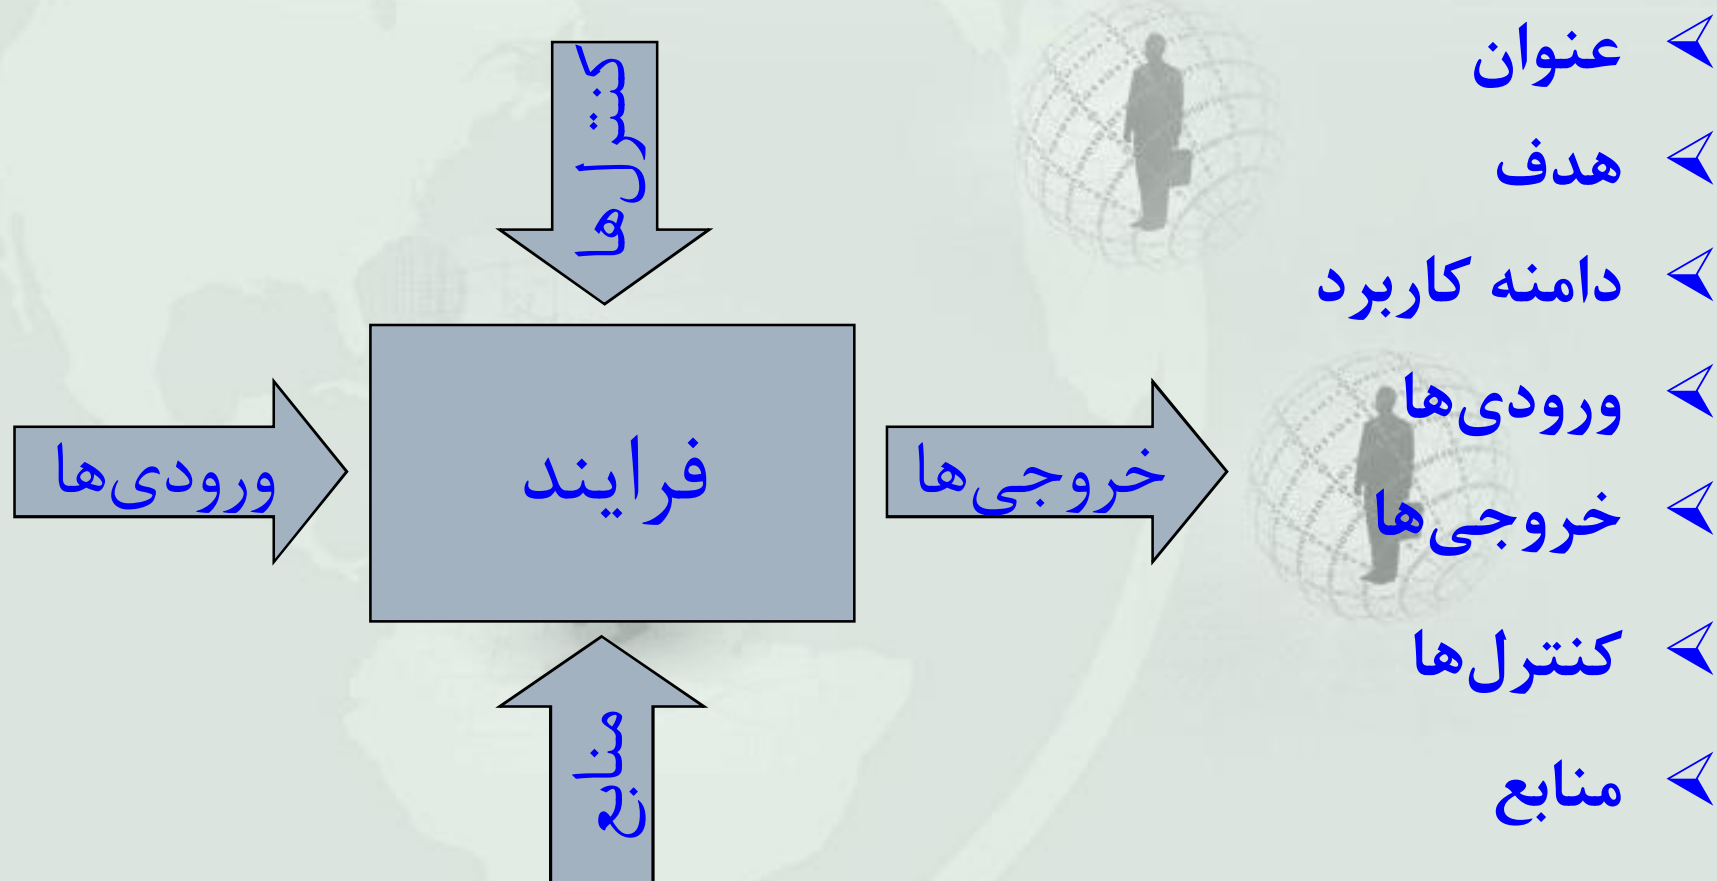 عنوان
هدف
دامنه کاربرد
ورودی‌ها
خروجی‌ها
کنترل‌ها
منابع
کنترل‌ها
ورودی‌ها
فرایند
خروجی‌ها
منابع